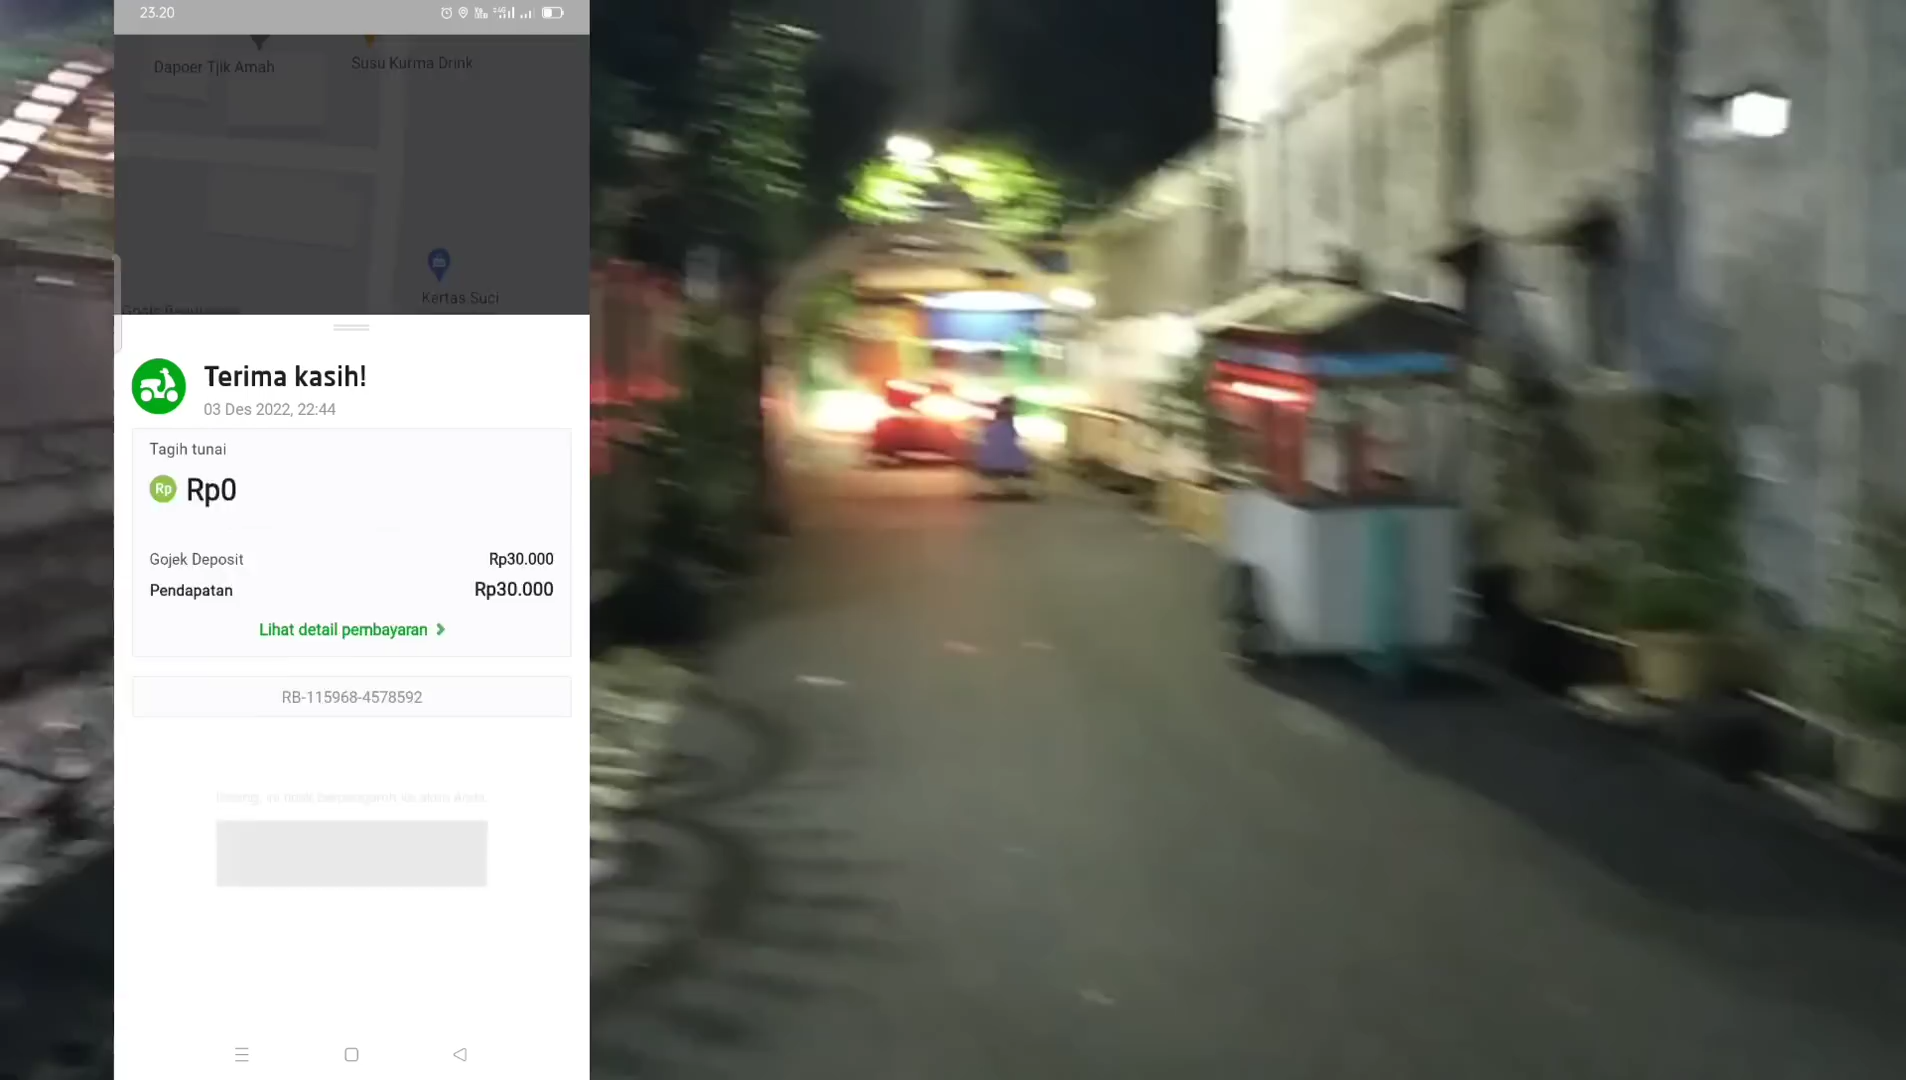 23.20
Dapoer Tjik Amah
Susu Kurma Drink
Kertas Suci
Terima kasih!
03 Des 2022, 22:44
Tagih tunai
Rp
Rp0
Gojek Deposit
Rp30.000
Pendapatan
Rp30.000
Lihat detail pembayaran
RB-115968-4578592